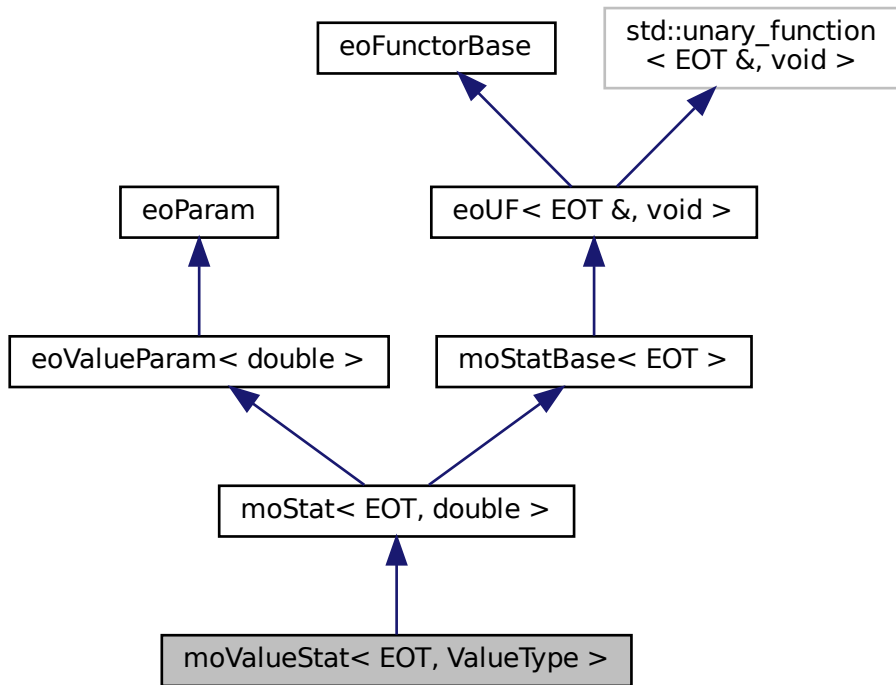 eoFunctorBase
std::unary_function
< EOT &, void >
eoParam
eoUF< EOT &, void >
eoValueParam< double >
moStatBase< EOT >
moStat< EOT, double >
moValueStat< EOT, ValueType >